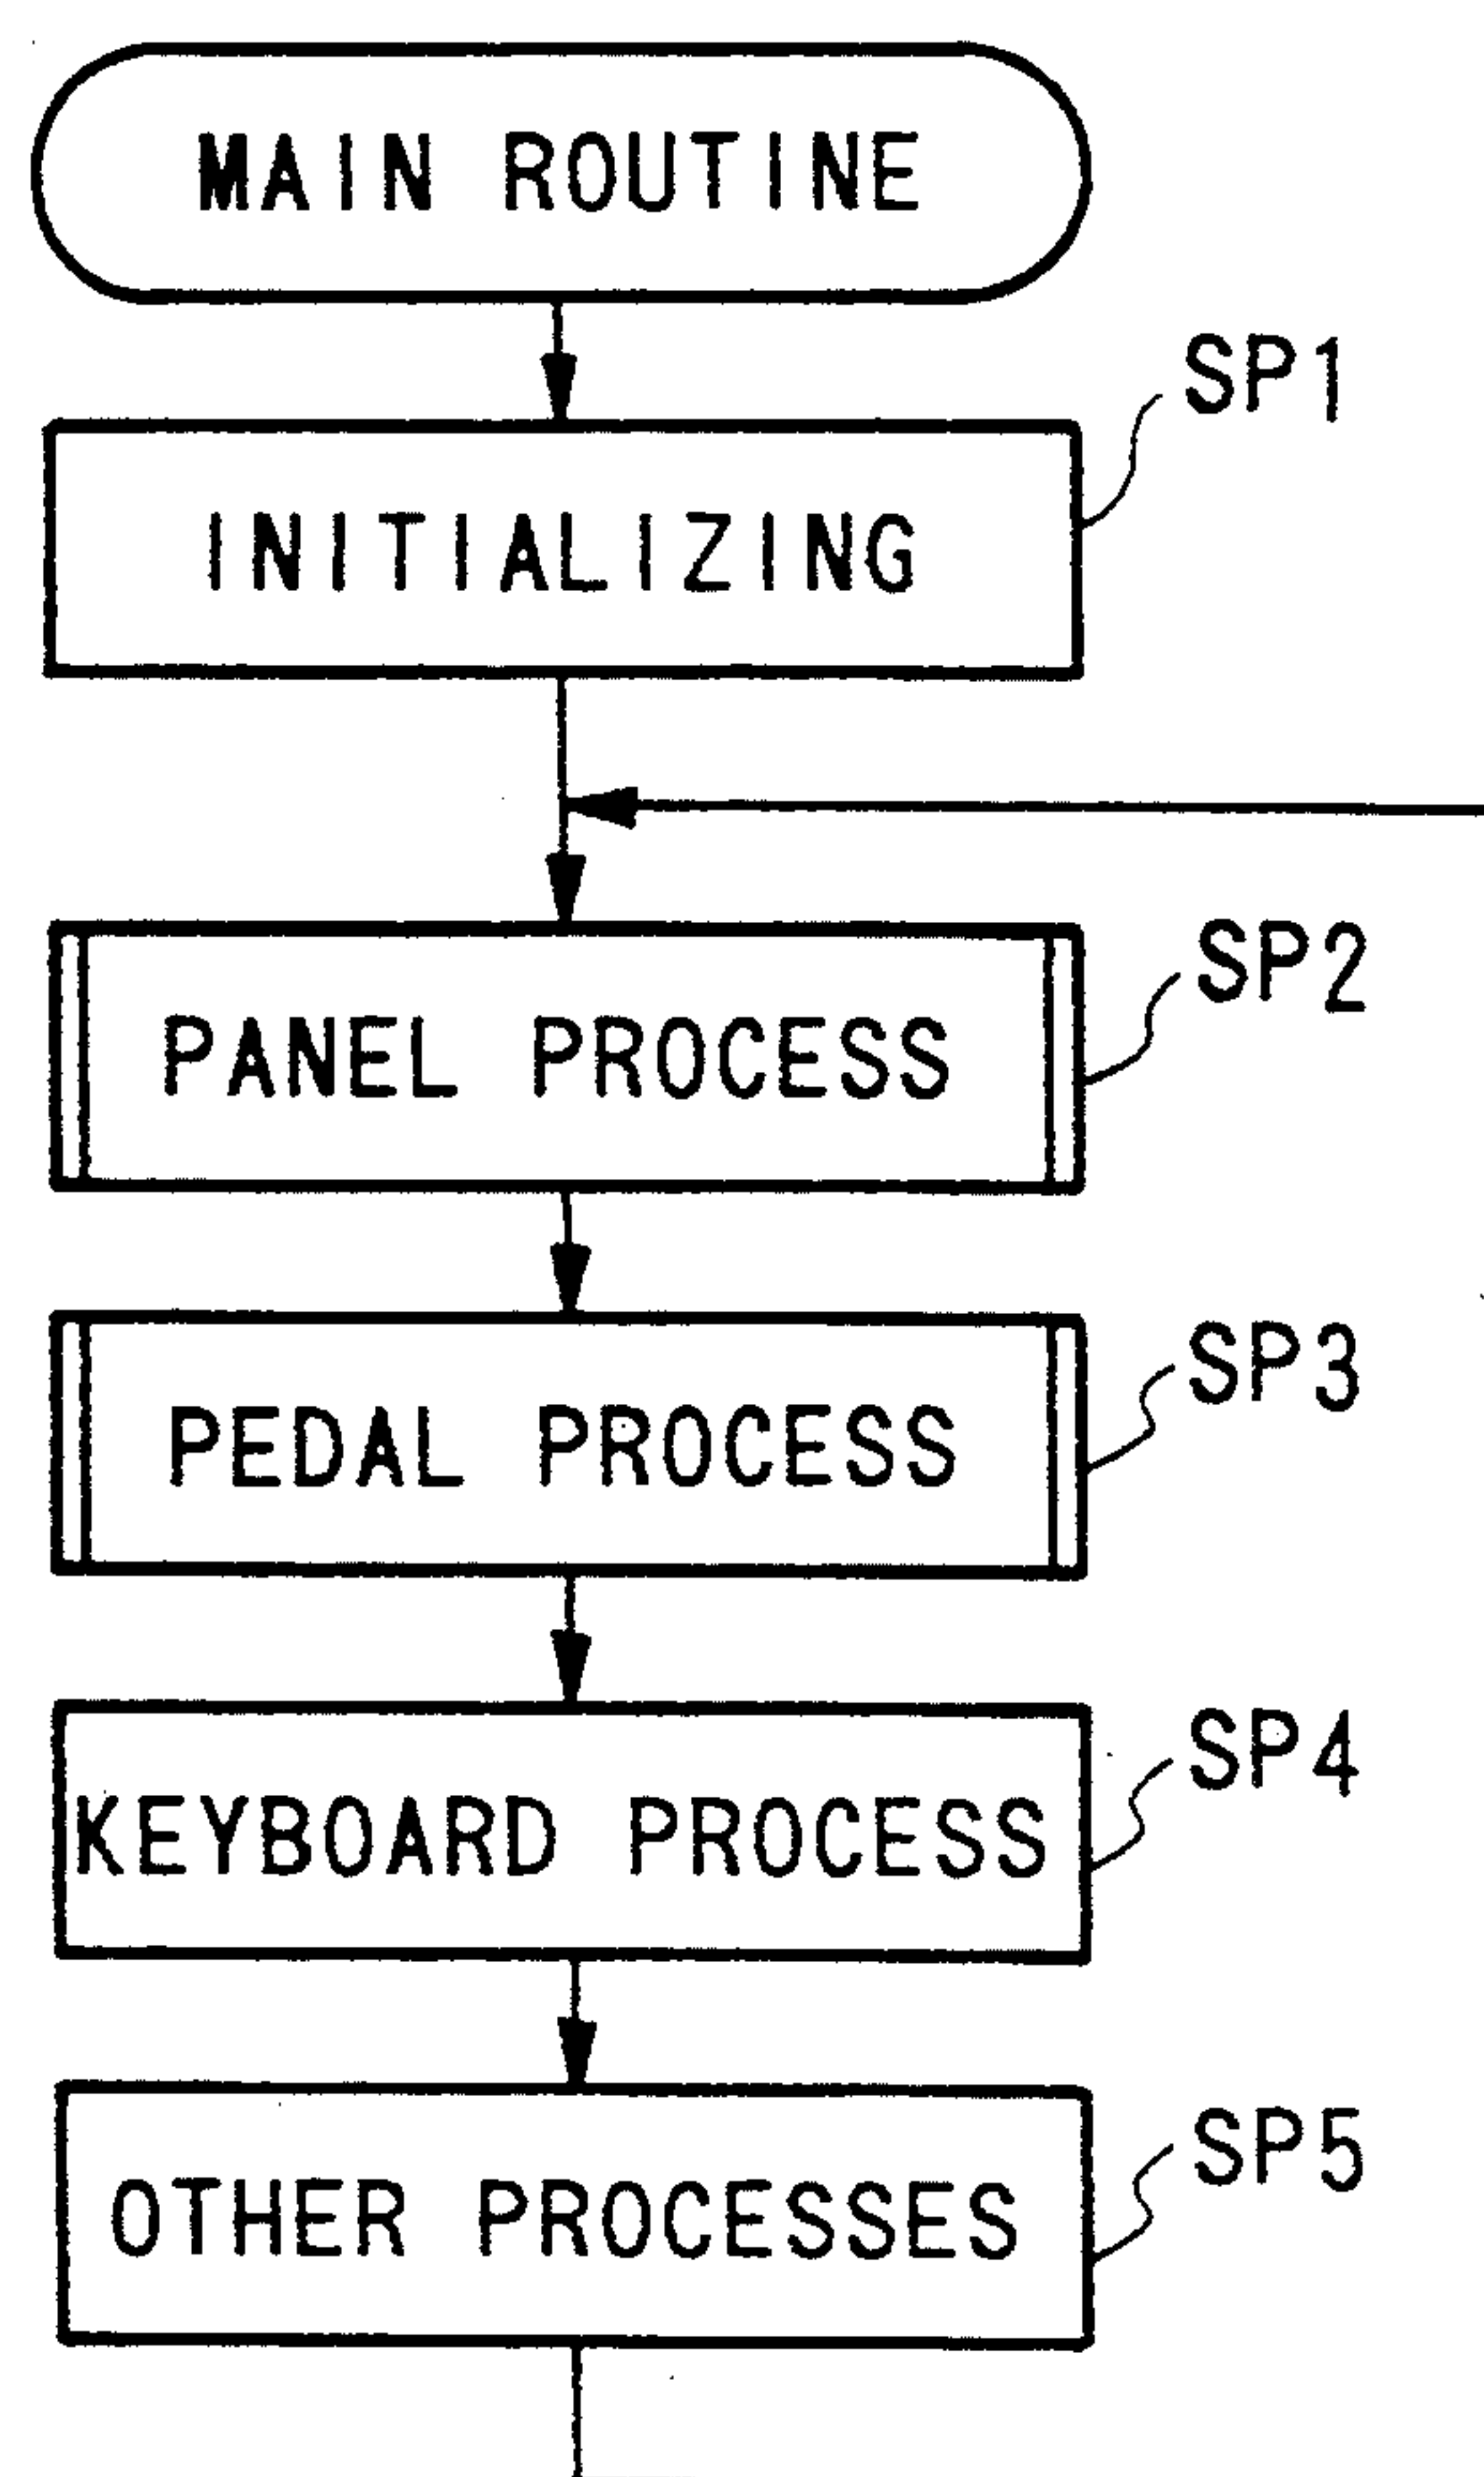 MAIN ROUTINE
SP1
INITIALIZING
SP2
PANEL PROCESS
SP3
PEDAL PROCESS
SP4
KEYBOARD PROCESS
SP5
OTHER PROCESSES